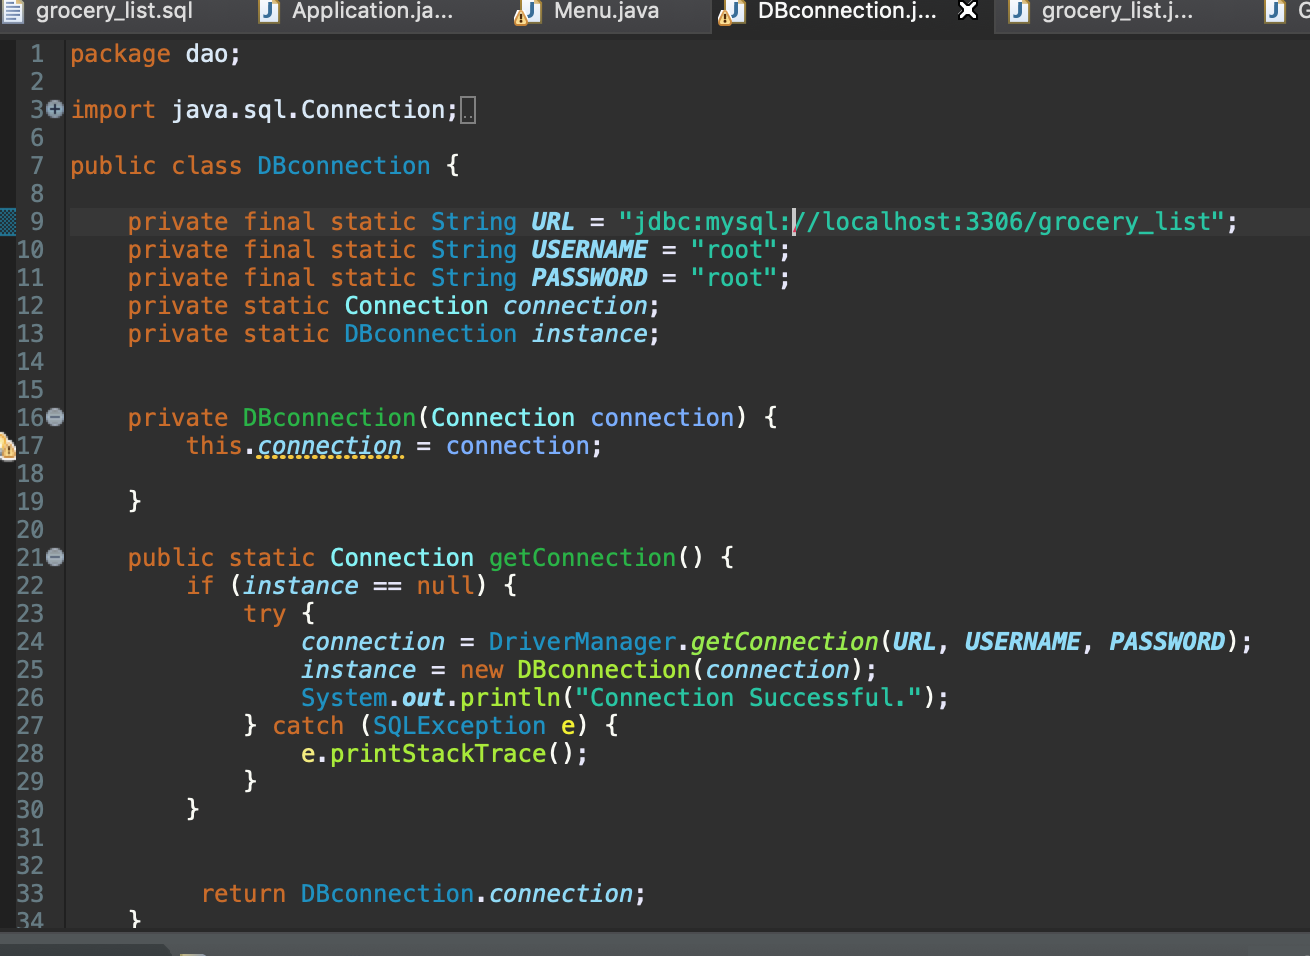 grocery_list.sql Application.ja... Menu.java DBconnection.j... grocery_list.j...
1 package dao;
2
3 import java.sql.Connection;
6
7 public class DBconnection {
8
9 private final static String URL = "jdbc:mysql://localhost:3306/grocery_list";
10 private final static String USERNAME = "root";
11 private final static String PASSWORD = "root";
12 private static Connection connection;
13 private static DBconnection instance;
14
15
16 private DBconnection(Connection connection) {
17 this.connection = connection;
18
19 }
20
21 public static Connection getConnection() {
22 if (instance == null) {
23 try {
24 connection = DriverManager.getConnection(URL, USERNAME, PASSWORD);
25 instance = new DBconnection(connection);
26 System.out.println("Connection Successful.");
27 } catch (SQLException e) {
28 e.printStackTrace();
29 }
30 }
31
32
33 return DBconnection.connection;
34 }